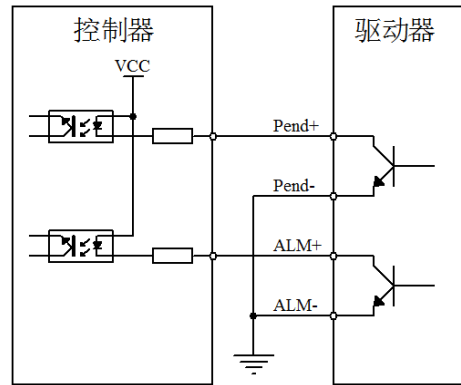 控制器
驱动器
VCC
Pend+
Pend-
ALM+
ALM-